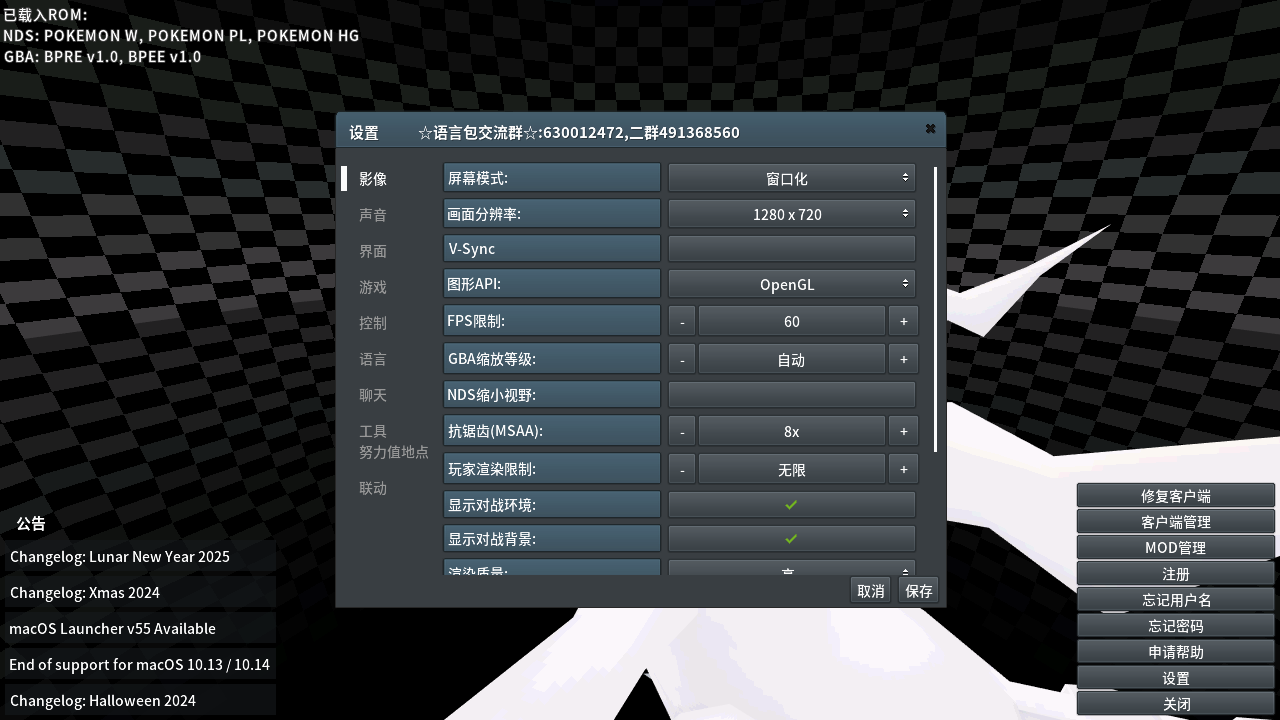 已载入ROM:
NDS: POKEMON W, POKEMON PL, POKEMON HG
GBA: BPRE v1.0, BPEE v1.0
设置 ☆语言包交流群☆:630012472,二群491368560
影像
声音
界面
游戏
控制
语言
聊天
工具
努力值地点
联动
屏幕模式: 窗口化
画面分辨率: 1280 x 720
V-Sync
图形API: OpenGL
FPS限制: - 60 +
GBA缩放等级: - 自动 +
NDS缩小视野:
抗锯齿(MSAA): - 8x +
玩家渲染限制: - 无限 +
显示对战环境:
显示对战背景:
渲染质量: 高
取消 保存
公告
Changelog: Lunar New Year 2025
Changelog: Xmas 2024
macOS Launcher v55 Available
End of support for macOS 10.13 / 10.14
Changelog: Halloween 2024
修复客户端
客户端管理
MOD管理
注册
忘记用户名
忘记密码
申请帮助
设置
关闭